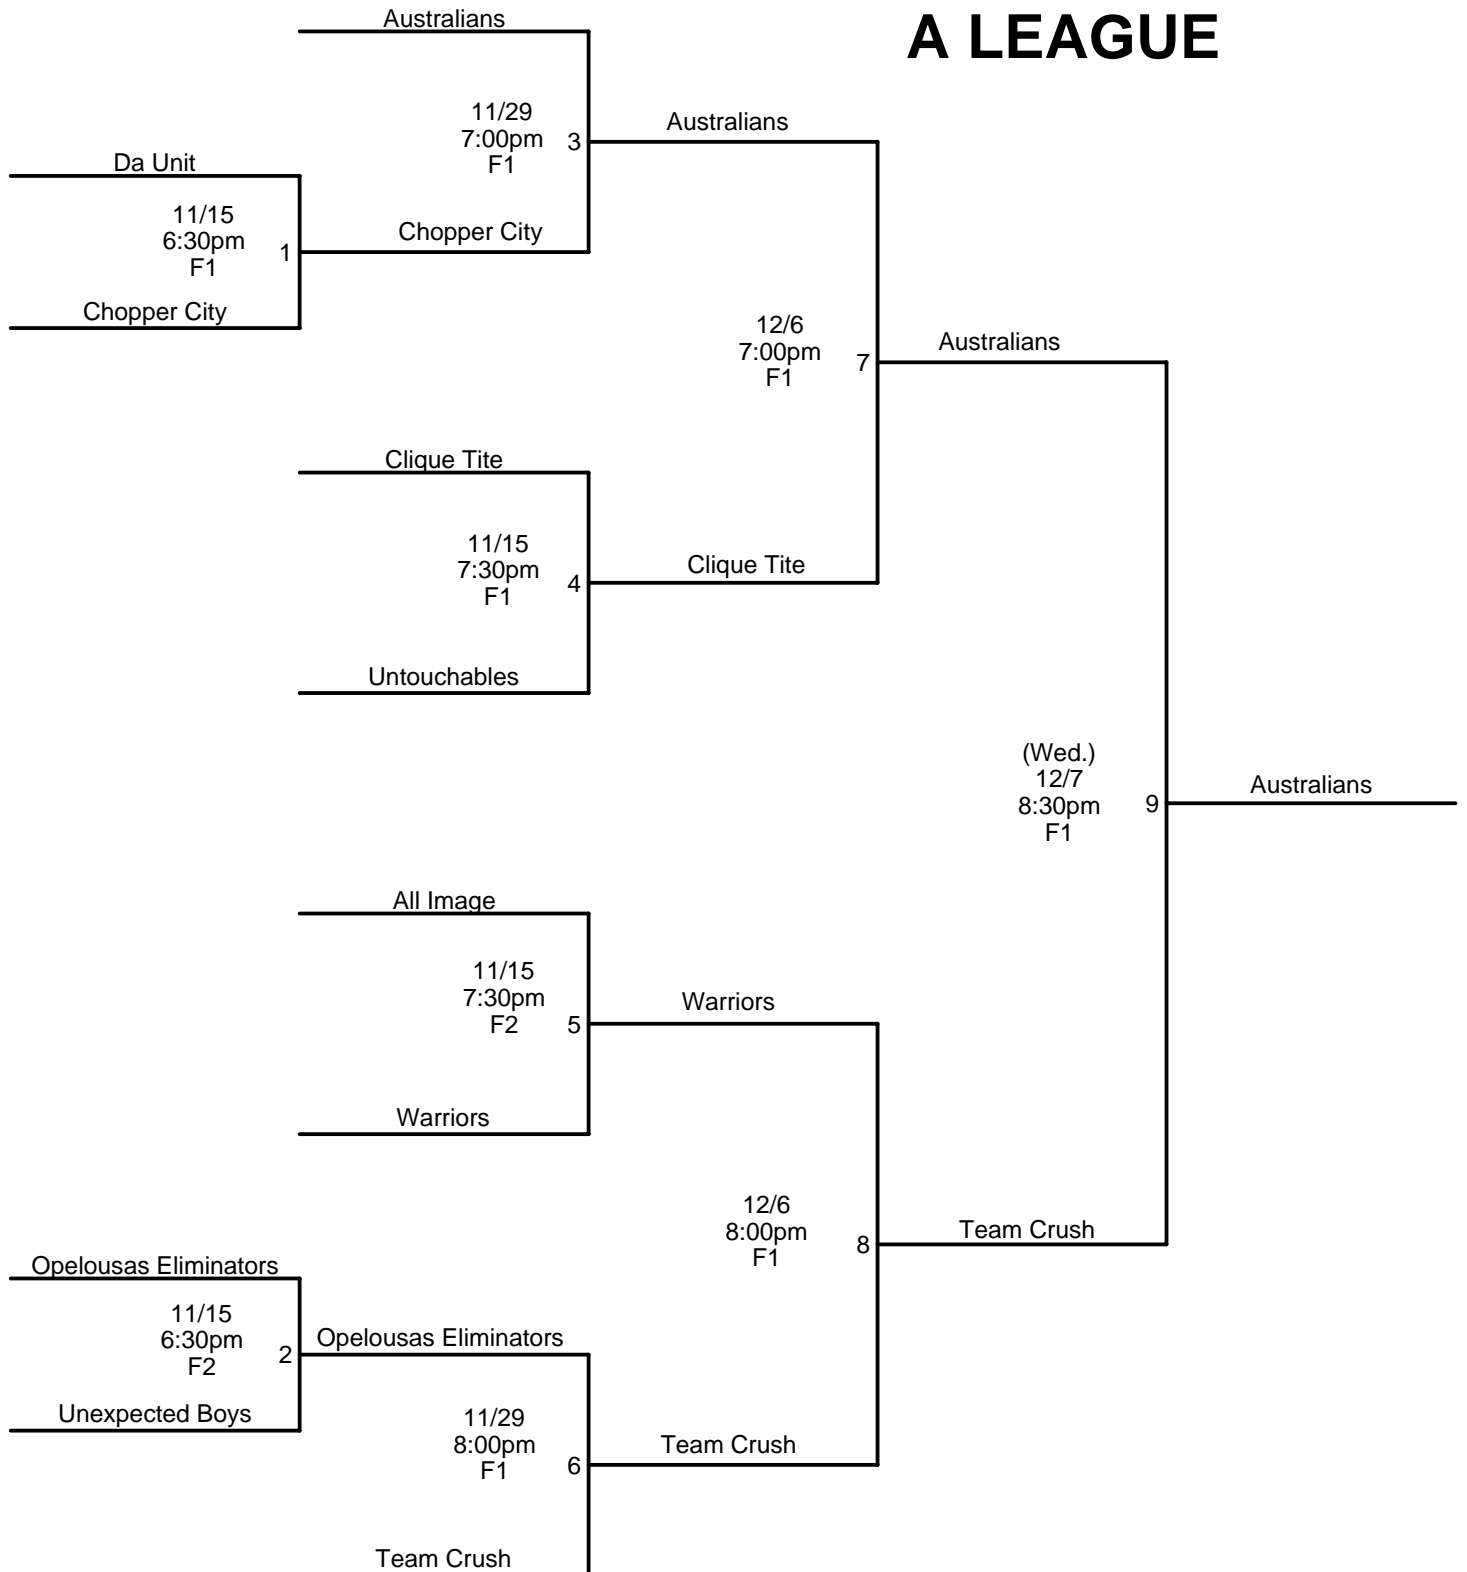 A LEAGUE
Australians
11/29
7:00pm
F1
3
Australians
Da Unit
11/15
6:30pm
F1
1
Chopper City
Chopper City
12/6
7:00pm
F1
7
Australians
Clique Tite
11/15
7:30pm
F1
4
Clique Tite
Untouchables
(Wed.)
12/7
8:30pm
F1
9
Australians
All Image
11/15
7:30pm
F2
5
Warriors
Warriors
12/6
8:00pm
F1
8
Team Crush
Opelousas Eliminators
11/15
6:30pm
F2
2
Opelousas Eliminators
Unexpected Boys
11/29
8:00pm
F1
6
Team Crush
Team Crush